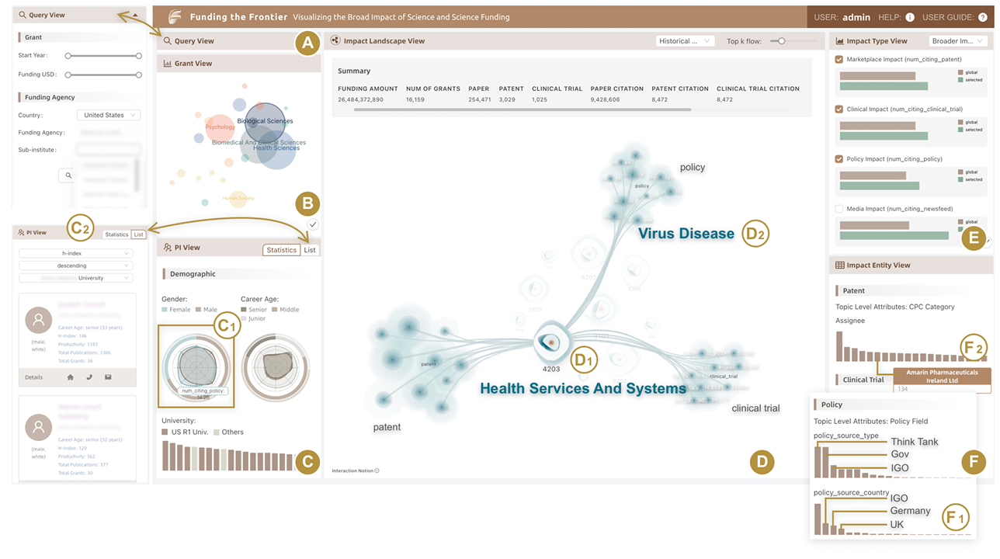 Query View
Grant
Start Year:
Funding USD:
Funding Agency
Country:
United States
Funding Agency:
Sub-institute:
Funding the Frontier Visualizing the Broad Impact of Science and Science Funding
USER: admin HELP: i USER GUIDE: ?
Query View
A
Grant View
Biological Sciences
Psychology
Biomedical And Clinical Sciences
Health Sciences
Human Society
B
C2
PI View
Statistics List
h-index
descending
University
Career Age: senior (33 years)
H-Index: 146
Productivity: 1183
Total Publications: 1306
Total Grants: 36
(male, white)
Details
Career Age: senior (32 years)
H-Index: 129
Productivity: 362
Total Publications: 377
Total Grants: 30
(male, white)
PI View
Statistics List
Demographic
Gender:
Female Male
Career Age:
Senior Middle
Junior
C1
num_citing_policy:
14.26
University:
US R1 Univ. Others
C
Impact Landscape View
Historical ...
Top k flow:
Summary
FUNDING AMOUNT NUM OF GRANTS PAPER PATENT CLINICAL TRIAL PAPER CITATION PATENT CITATION CLINICAL TRIAL CITATION
26,484,372,890 16,159 254,471 3,029 1,025 9,428,606 8,472 8,472
policy
policy
Virus Disease D2
5202
3105
patent
4203
D1
Health Services And Systems
clinical_trial
clinical trial
patent
Interaction Notion
D
Impact Type View
Broader Im...
Marketplace Impact (num_citing_patent)
global
selected
Clinical Impact (num_citing_clinical_trial)
global
selected
Policy Impact (num_citing_policy)
global
selected
Media Impact (num_citing_newsfeed)
global
E
Impact Entity View
Patent
Topic Level Attributes: CPC Category
Assignee
F2
Amarin Pharmaceuticals
Ireland Ltd
134
Clinical Trial
Policy
Topic Level Attributes: Policy Field
policy_source_type
Think Tank
Gov
IGO
F
policy_source_country
IGO
Germany
UK
F1